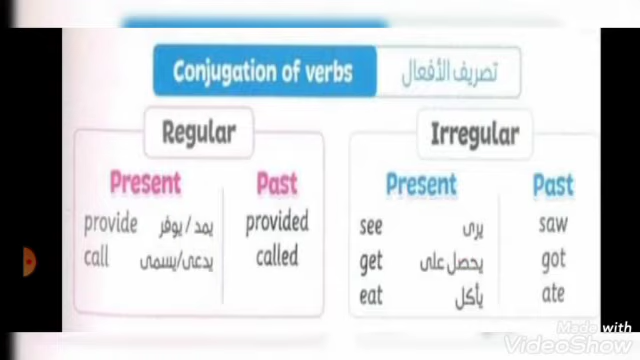 Conjugation of verbs تصريف الأفعال
Regular
Present Past
provide يمد / يوفر provided
call يدعى/يسمى called
Irregular
Present Past
see يرى saw
get يحصل على got
eat يأكل ate
Made with
VideoShow